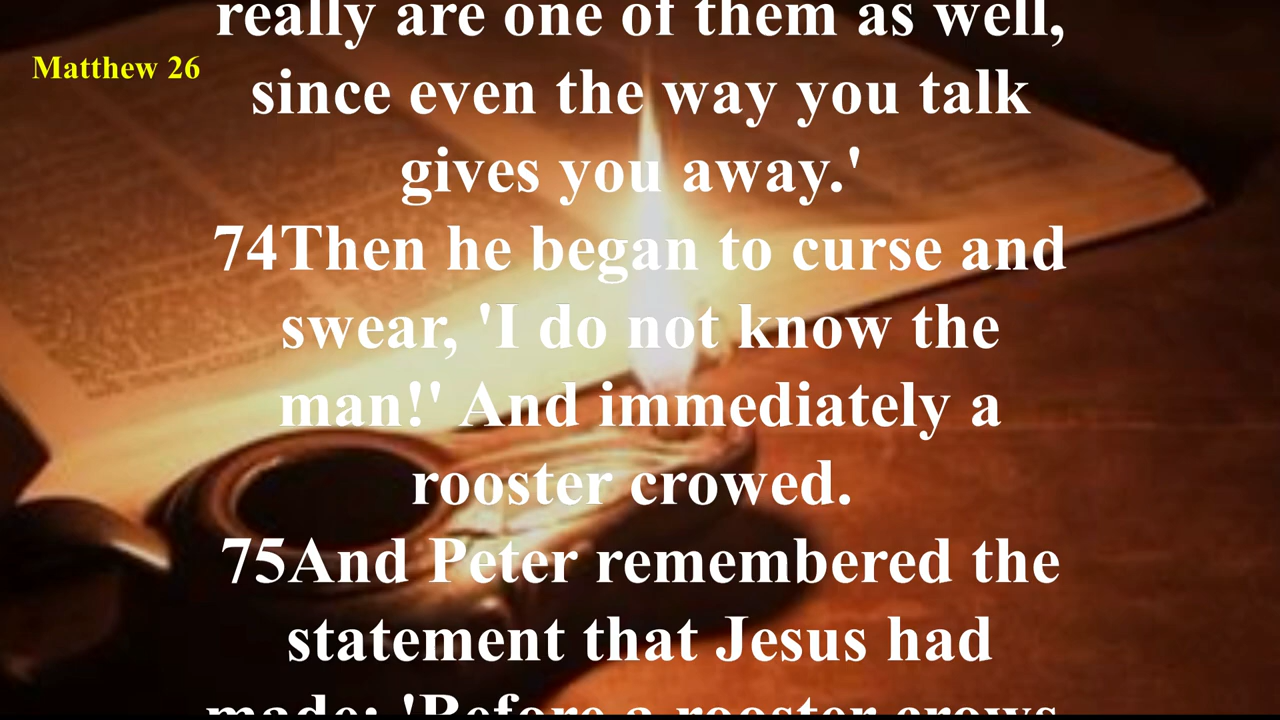 really are one of them as well,
Matthew 26
since even the way you talk
gives you away.'
74Then he began to curse and
swear, 'I do not know the
man!' And immediately a
rooster crowed.
75And Peter remembered the
statement that Jesus had
made: 'Before a rooster crows